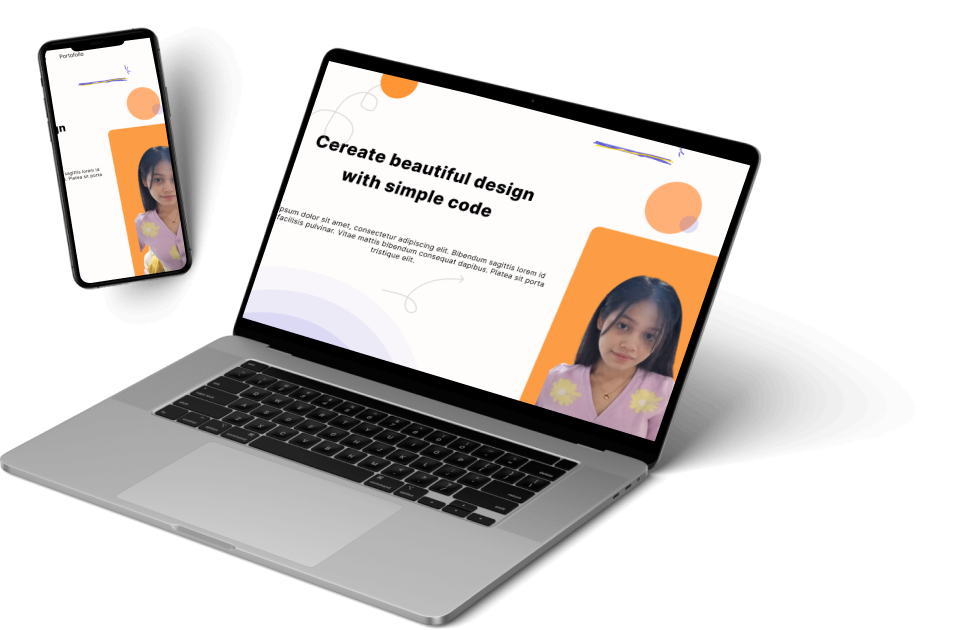 Portofolio
gn
sagittis lorem id
Platea sit porta
Cereate beautiful design
with simple code
psum dolor sit amet, consectetur adipiscing elit. Bibendum sagittis lorem id
facilisis pulvinar. Vitae mattis bibendum consequat dapibus. Platea sit porta
tristique elit.